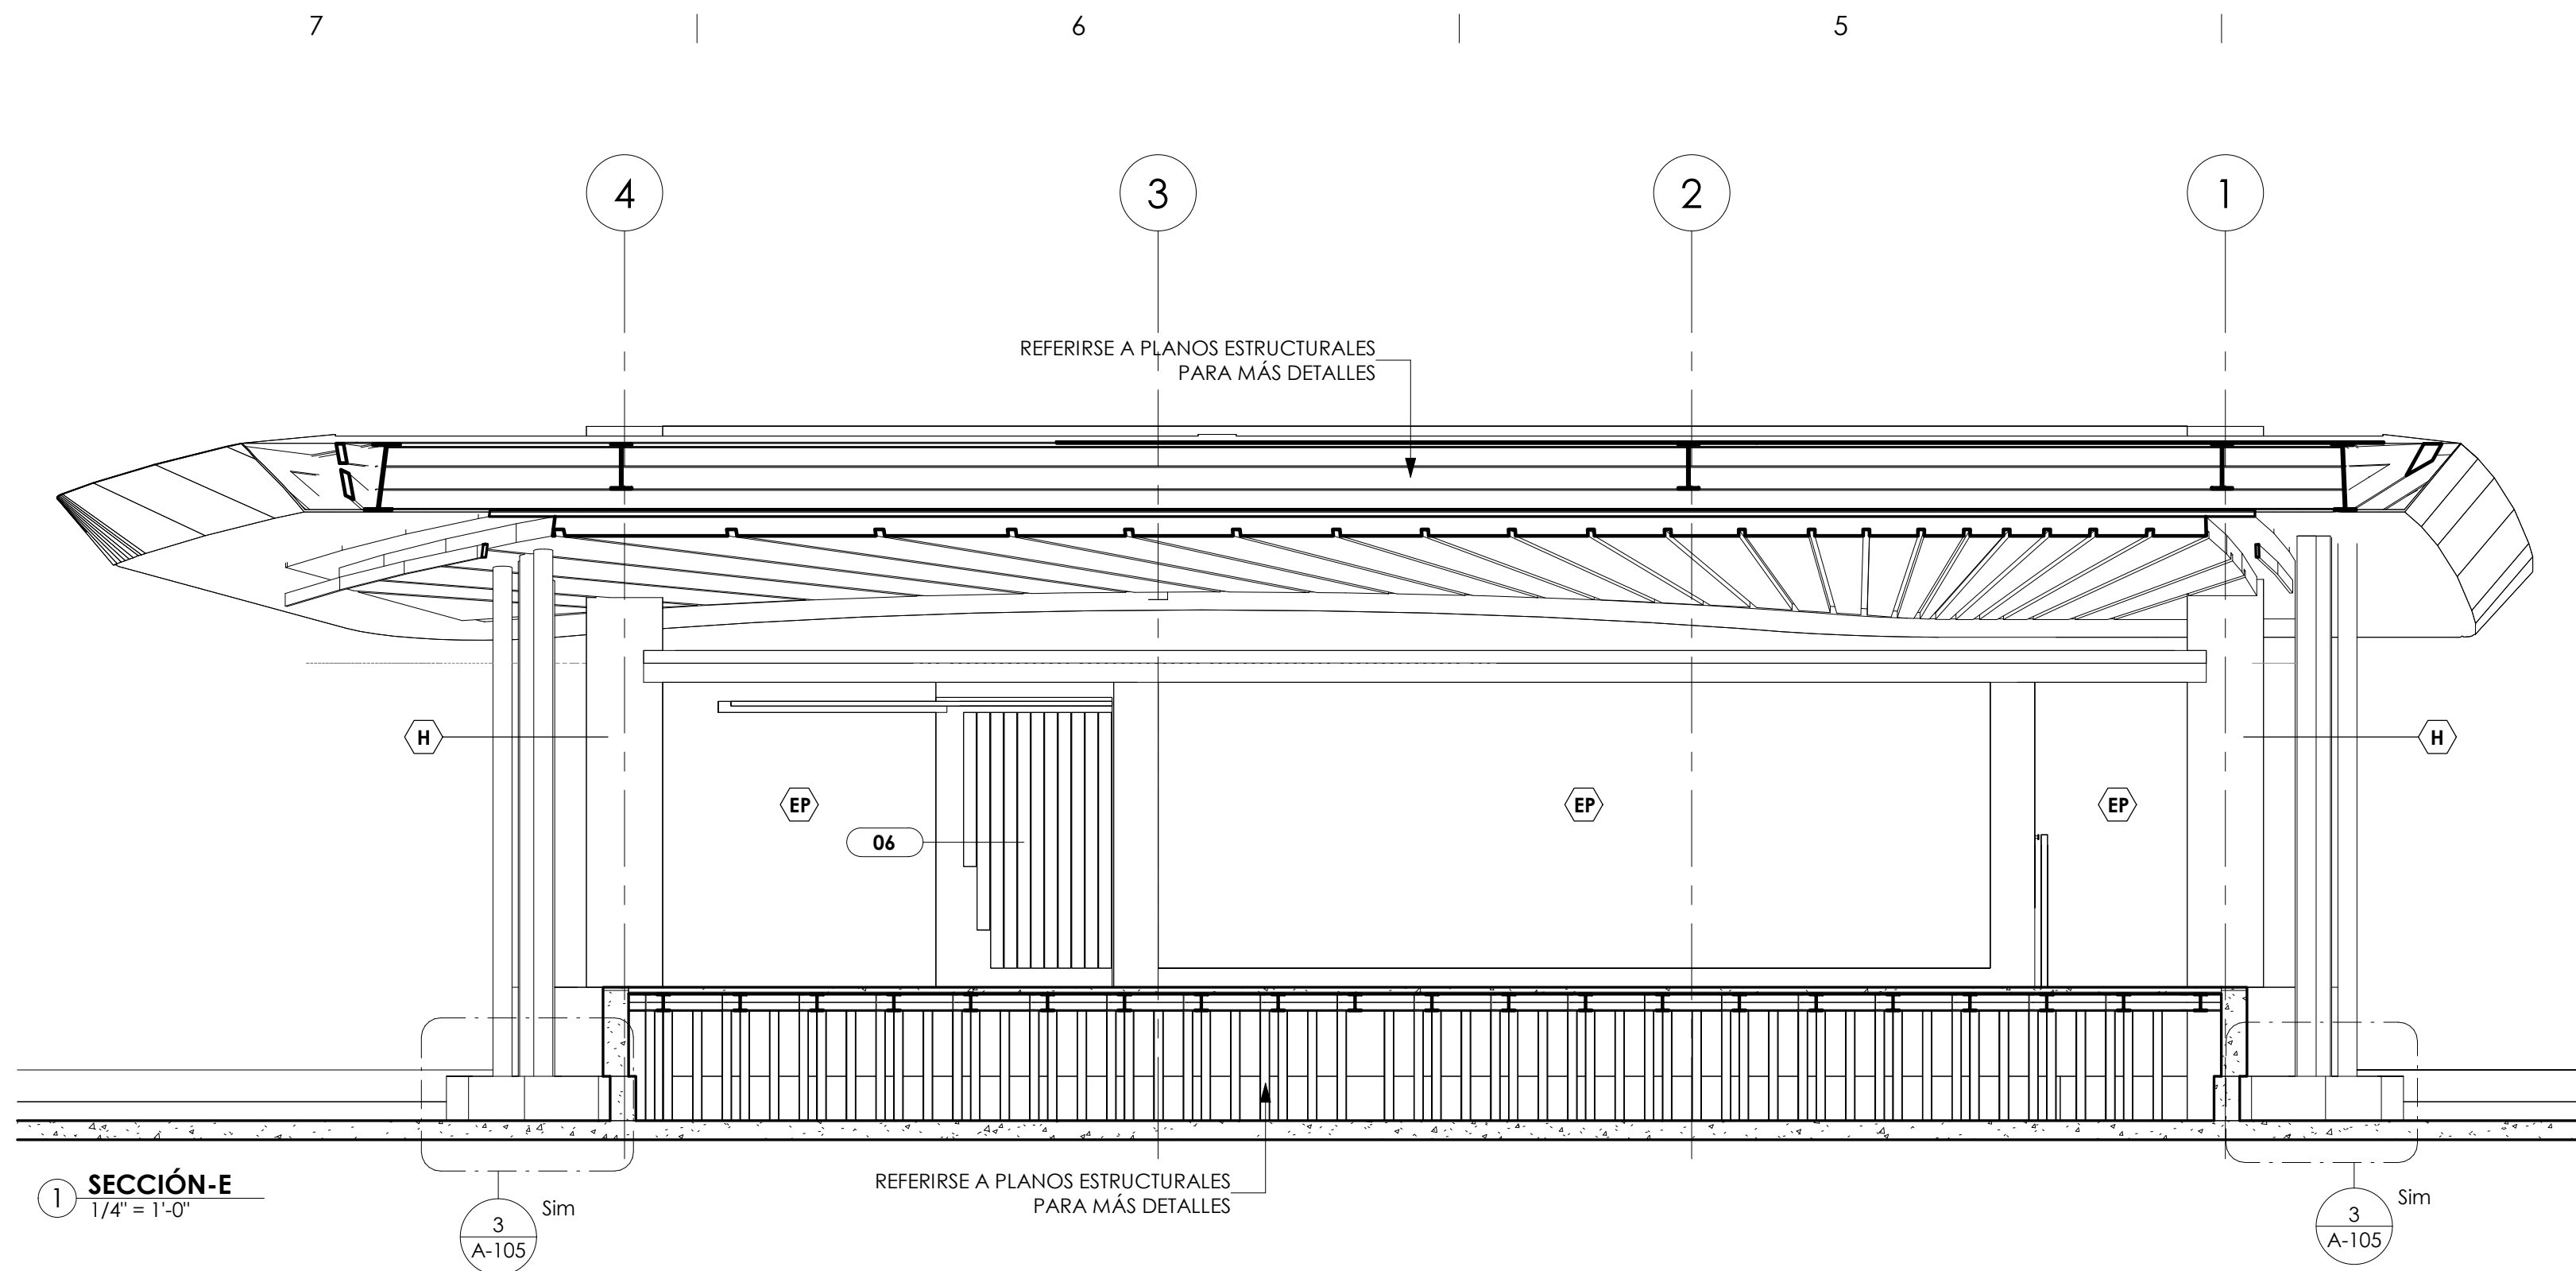 7
6
5
4
3
2
1
REFERIRSE A PLANOS ESTRUCTURALES
PARA MÁS DETALLES
H
H
EP
EP
EP
06
1
SECCIÓN-E
1/4" = 1'-0"
REFERIRSE A PLANOS ESTRUCTURALES
PARA MÁS DETALLES
Sim
3
A-105
Sim
3
A-105